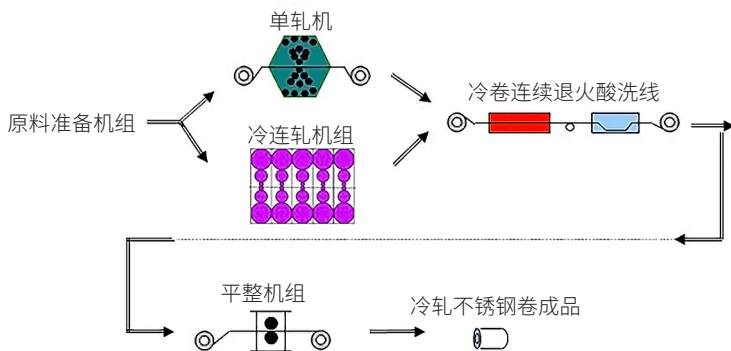 单轧机
原料准备机组
冷连轧机组
冷卷连续退火酸洗线
平整机组
冷轧不锈钢卷成品